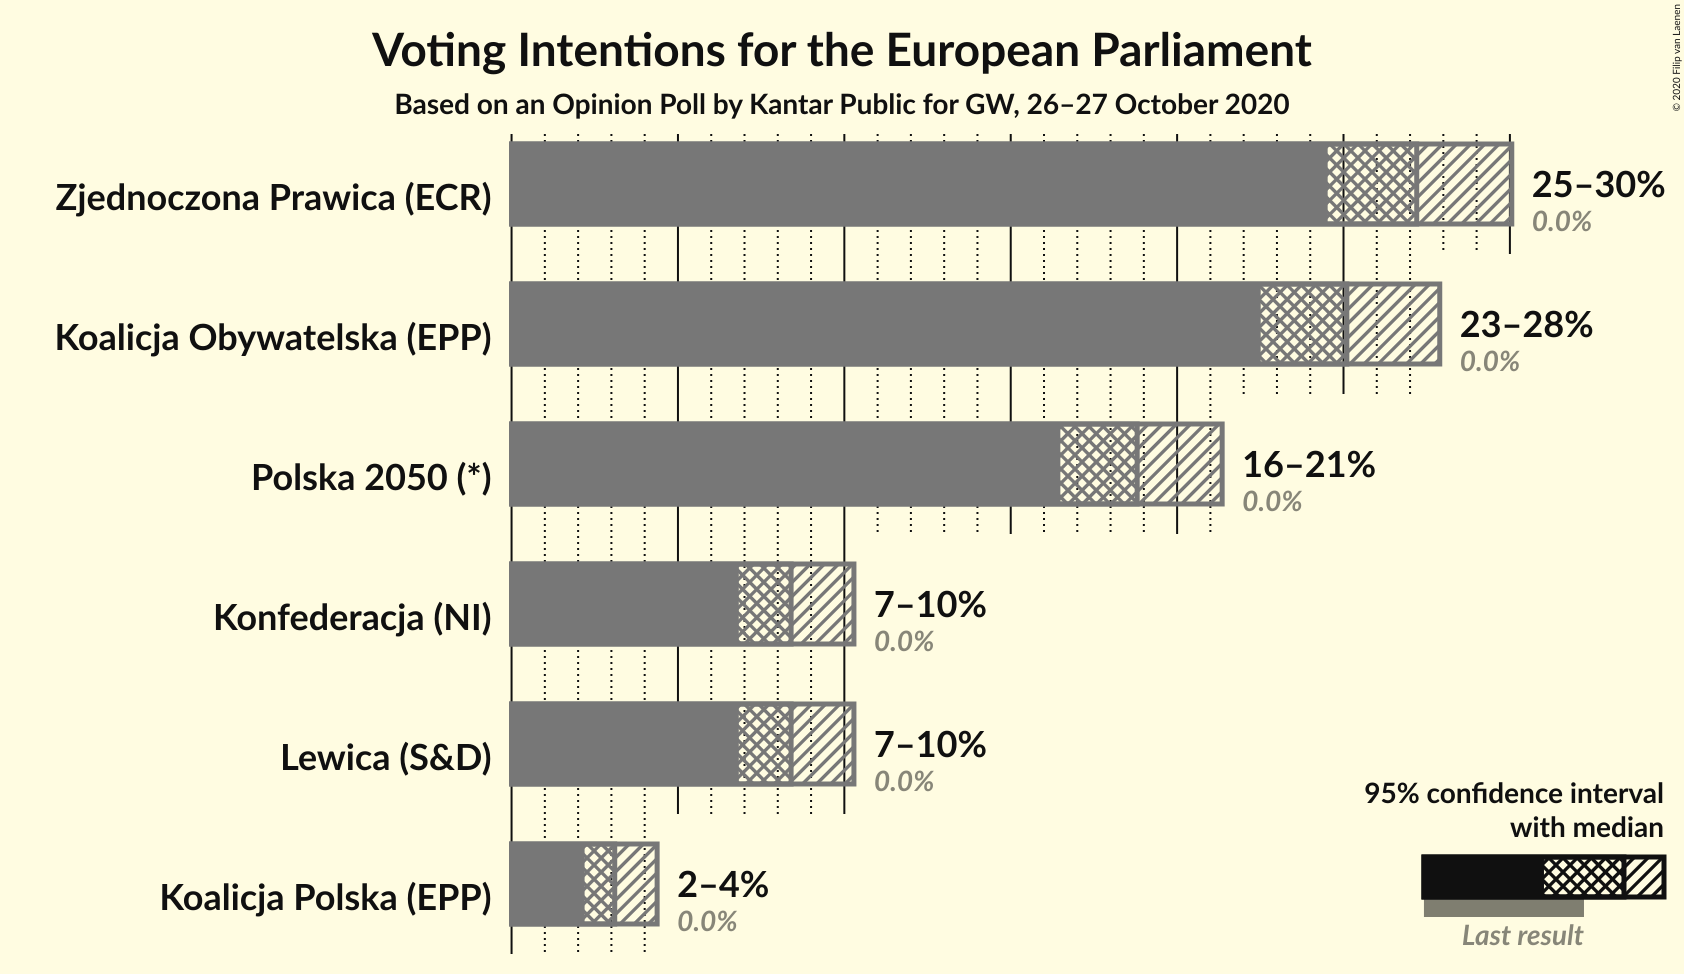 Voting Intentions for the European Parliament
Based on an Opinion Poll by Kantar Public for GW, 26–27 October 2020
© 2020 Filip van Laenen
Zjednoczona Prawica (ECR)
25–30%
0.0%
Koalicja Obywatelska (EPP)
23–28%
0.0%
Polska 2050 (*)
16–21%
0.0%
Konfederacja (NI)
7–10%
0.0%
Lewica (S&D)
7–10%
0.0%
Koalicja Polska (EPP)
2–4%
0.0%
95% confidence interval
with median
Last result